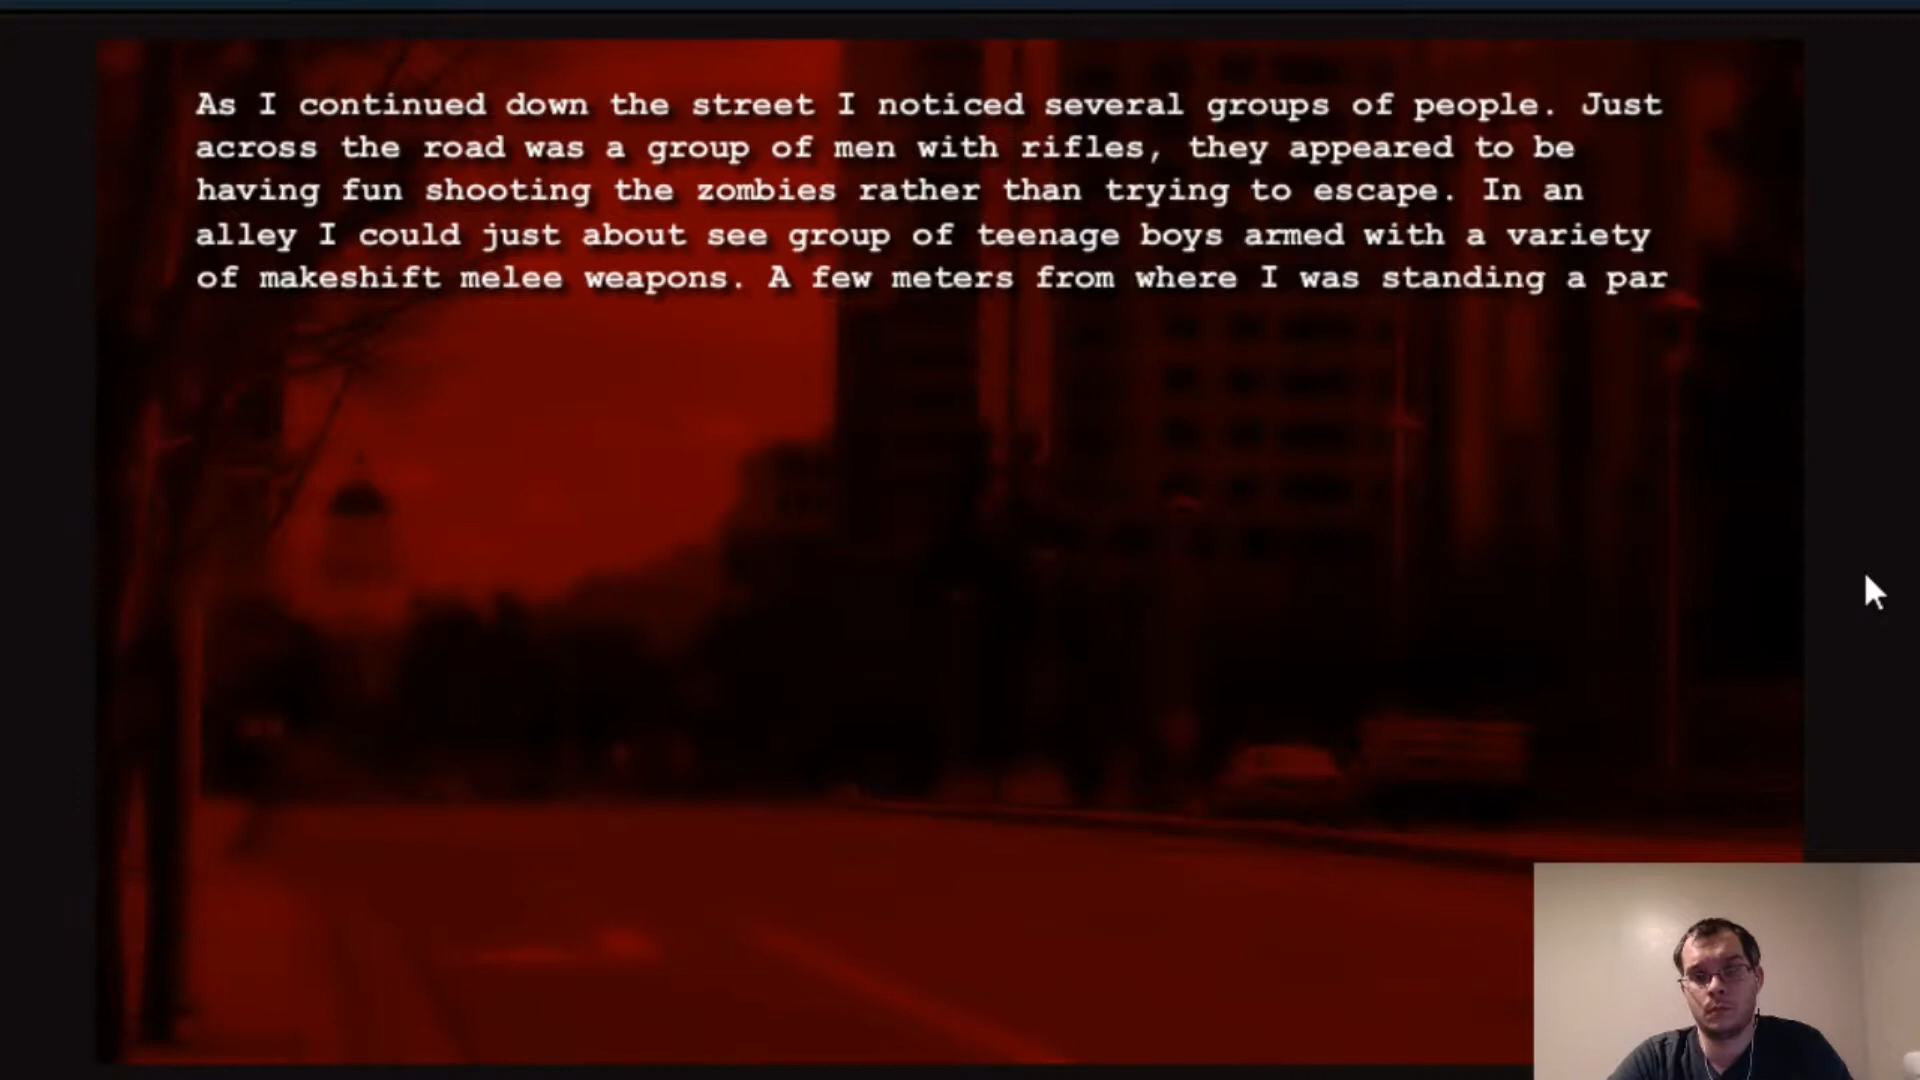 As I continued down the street I noticed several groups of people. Just
across the road was a group of men with rifles, they appeared to be
having fun shooting the zombies rather than trying to escape. In an
alley I could just about see group of teenage boys armed with a variety
of makeshift melee weapons. A few meters from where I was standing a par